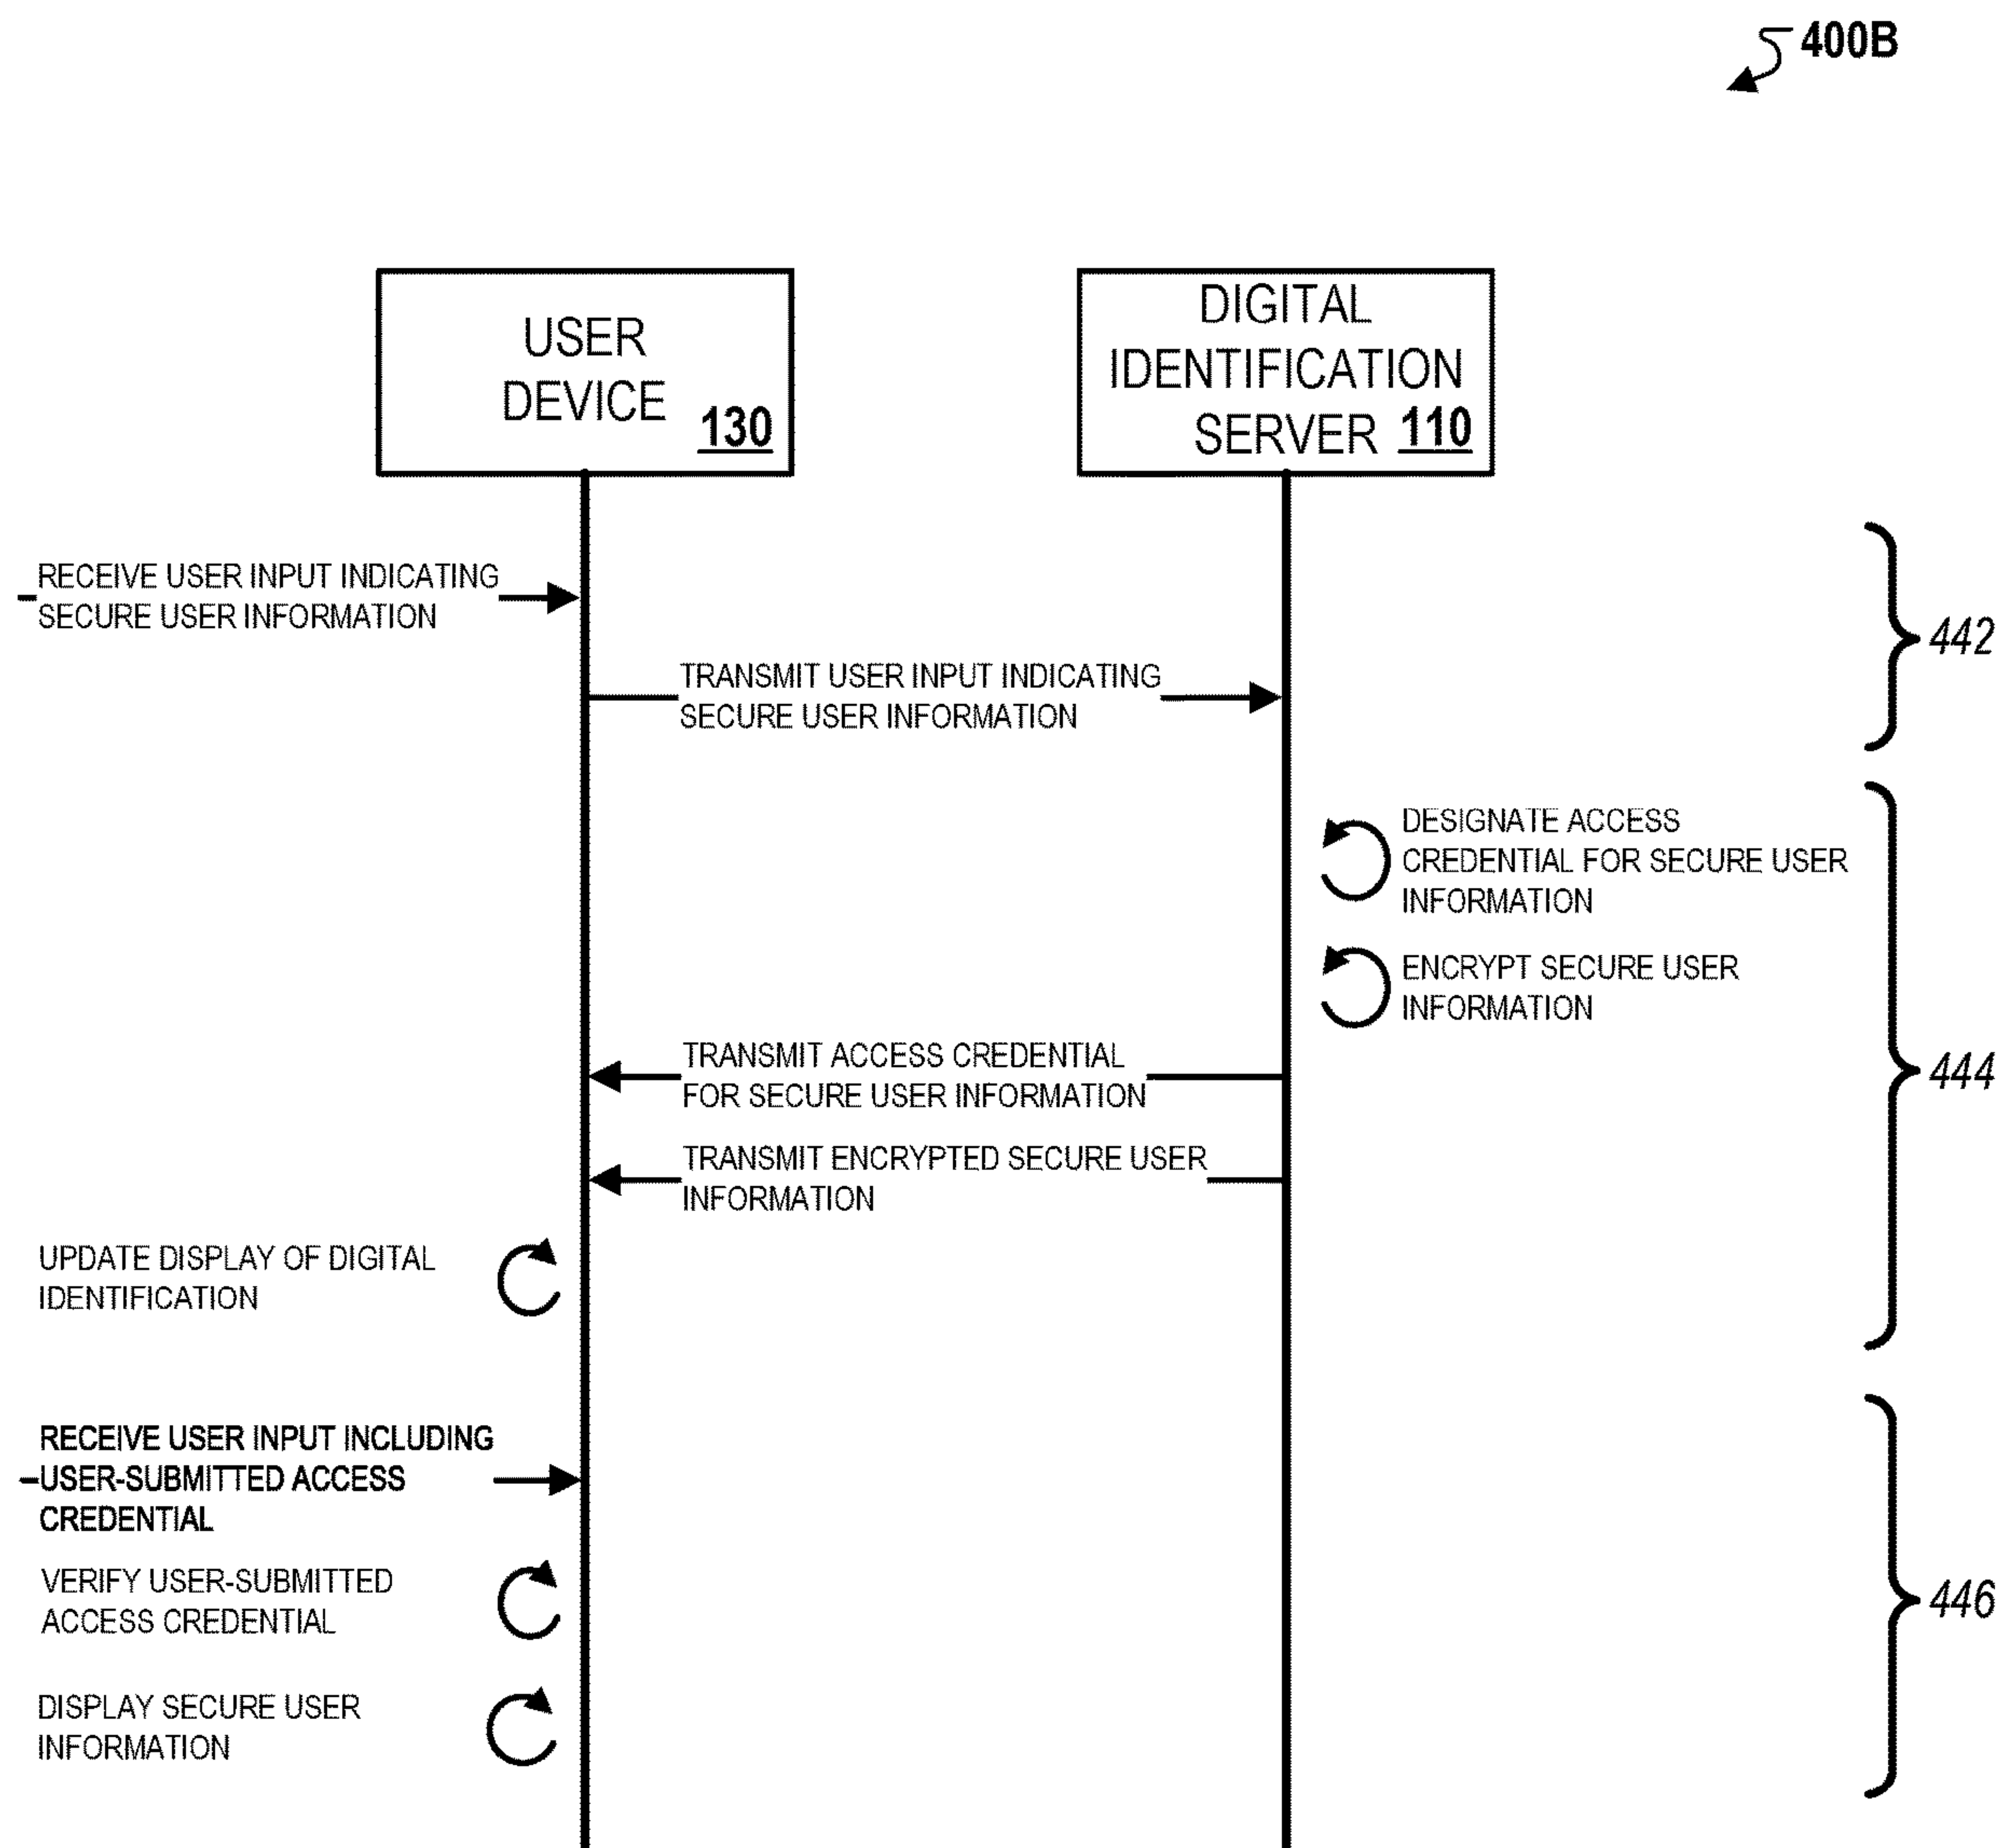 400B
USER
DEVICE 130
DIGITAL
IDENTIFICATION
SERVER 110
RECEIVE USER INPUT INDICATING
SECURE USER INFORMATION
442
TRANSMIT USER INPUT INDICATING
SECURE USER INFORMATION
DESIGNATE ACCESS
CREDENTIAL FOR SECURE USER
INFORMATION
ENCRYPT SECURE USER
INFORMATION
TRANSMIT ACCESS CREDENTIAL
FOR SECURE USER INFORMATION
444
TRANSMIT ENCRYPTED SECURE USER
INFORMATION
UPDATE DISPLAY OF DIGITAL
IDENTIFICATION
RECEIVE USER INPUT INCLUDING
USER-SUBMITTED ACCESS
CREDENTIAL
VERIFY USER-SUBMITTED
ACCESS CREDENTIAL
446
DISPLAY SECURE USER
INFORMATION